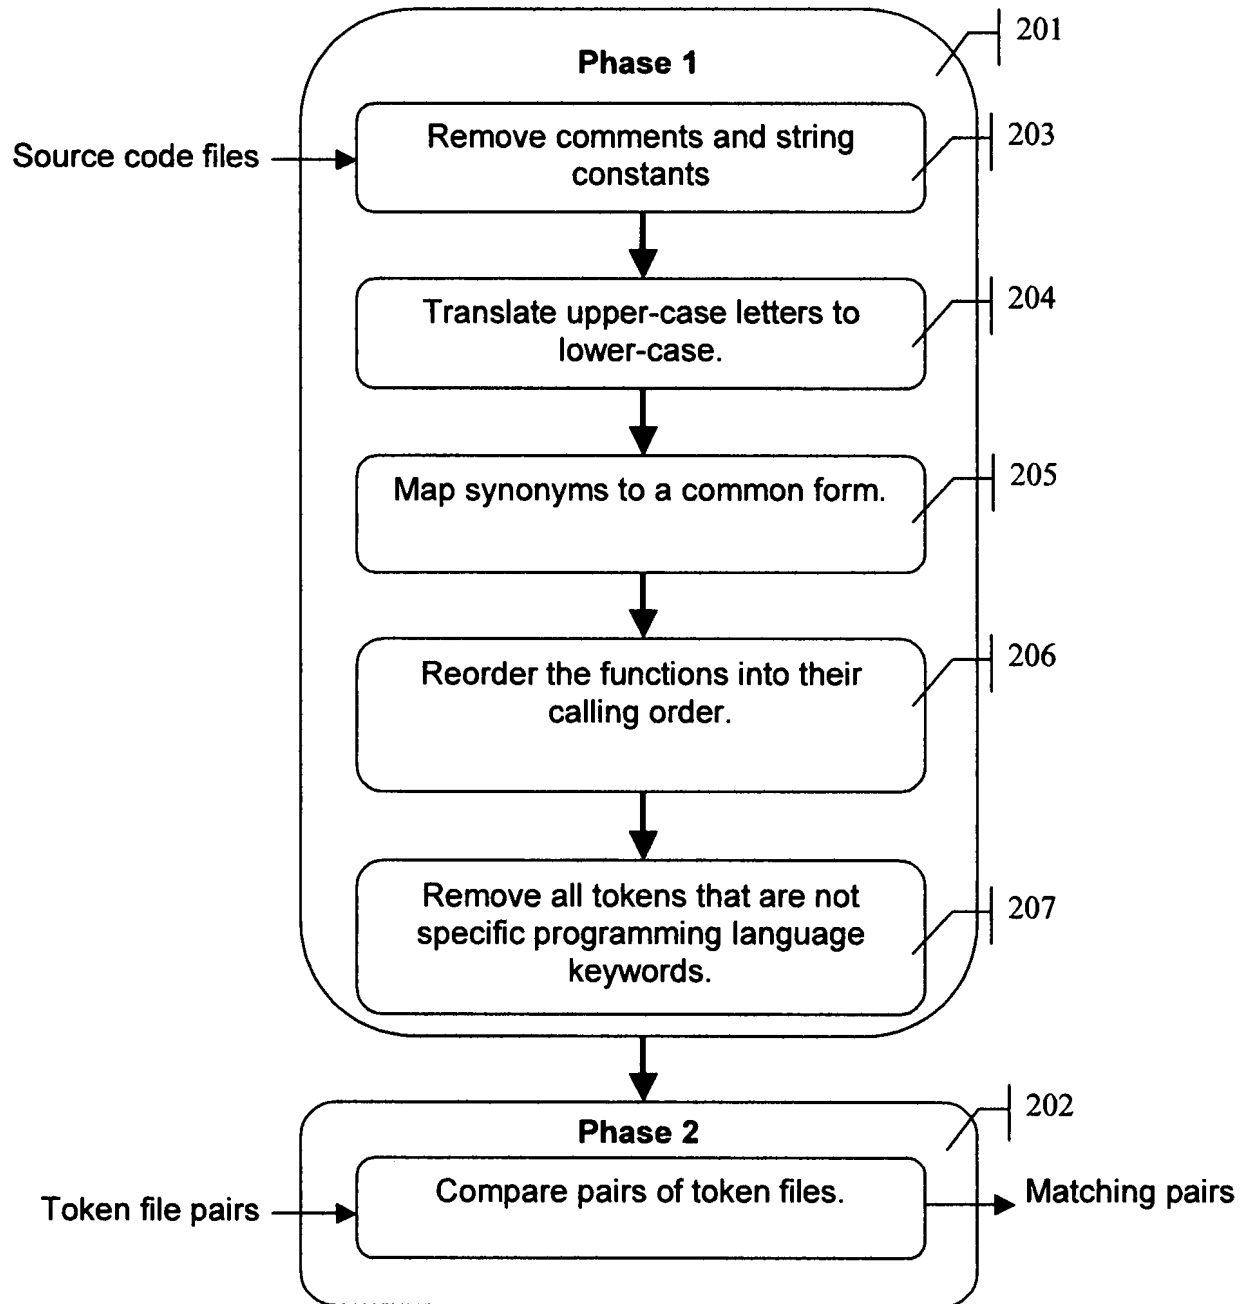 201
Phase 1
Remove comments and string
constants
203
Source code files
Translate upper-case letters to
lower-case.
204
Map synonyms to a common form.
205
Reorder the functions into their
calling order.
206
Remove all tokens that are not
specific programming language
keywords.
207
202
Phase 2
Compare pairs of token files.
Token file pairs
Matching pairs